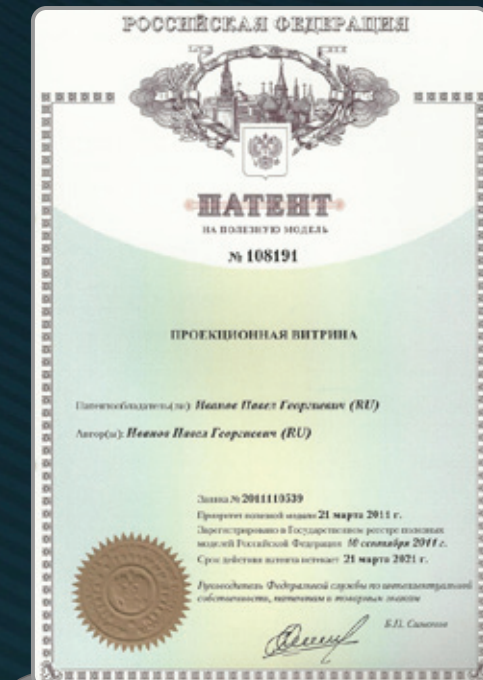 РОССИЙСКАЯ ФЕДЕРАЦИЯ
ПАТЕНТ
НА ПОЛЕЗНУЮ МОДЕЛЬ
№ 108191
ПРОЕКЦИОННАЯ ВИТРИНА
Патентообладатель(ли): Иванов Павел Георгиевич (RU)
Автор(ы): Иванов Павел Георгиевич (RU)
Заявка № 2011110539
Приоритет полезной модели 21 марта 2011 г.
Зарегистрировано в Государственном реестре полезных
моделей Российской Федерации 10 сентября 2011 г.
Срок действия патента истекает 21 марта 2021 г.
Руководитель Федеральной службы по интеллектуальной
собственности, патентам и товарным знакам
Б.П. Симонов